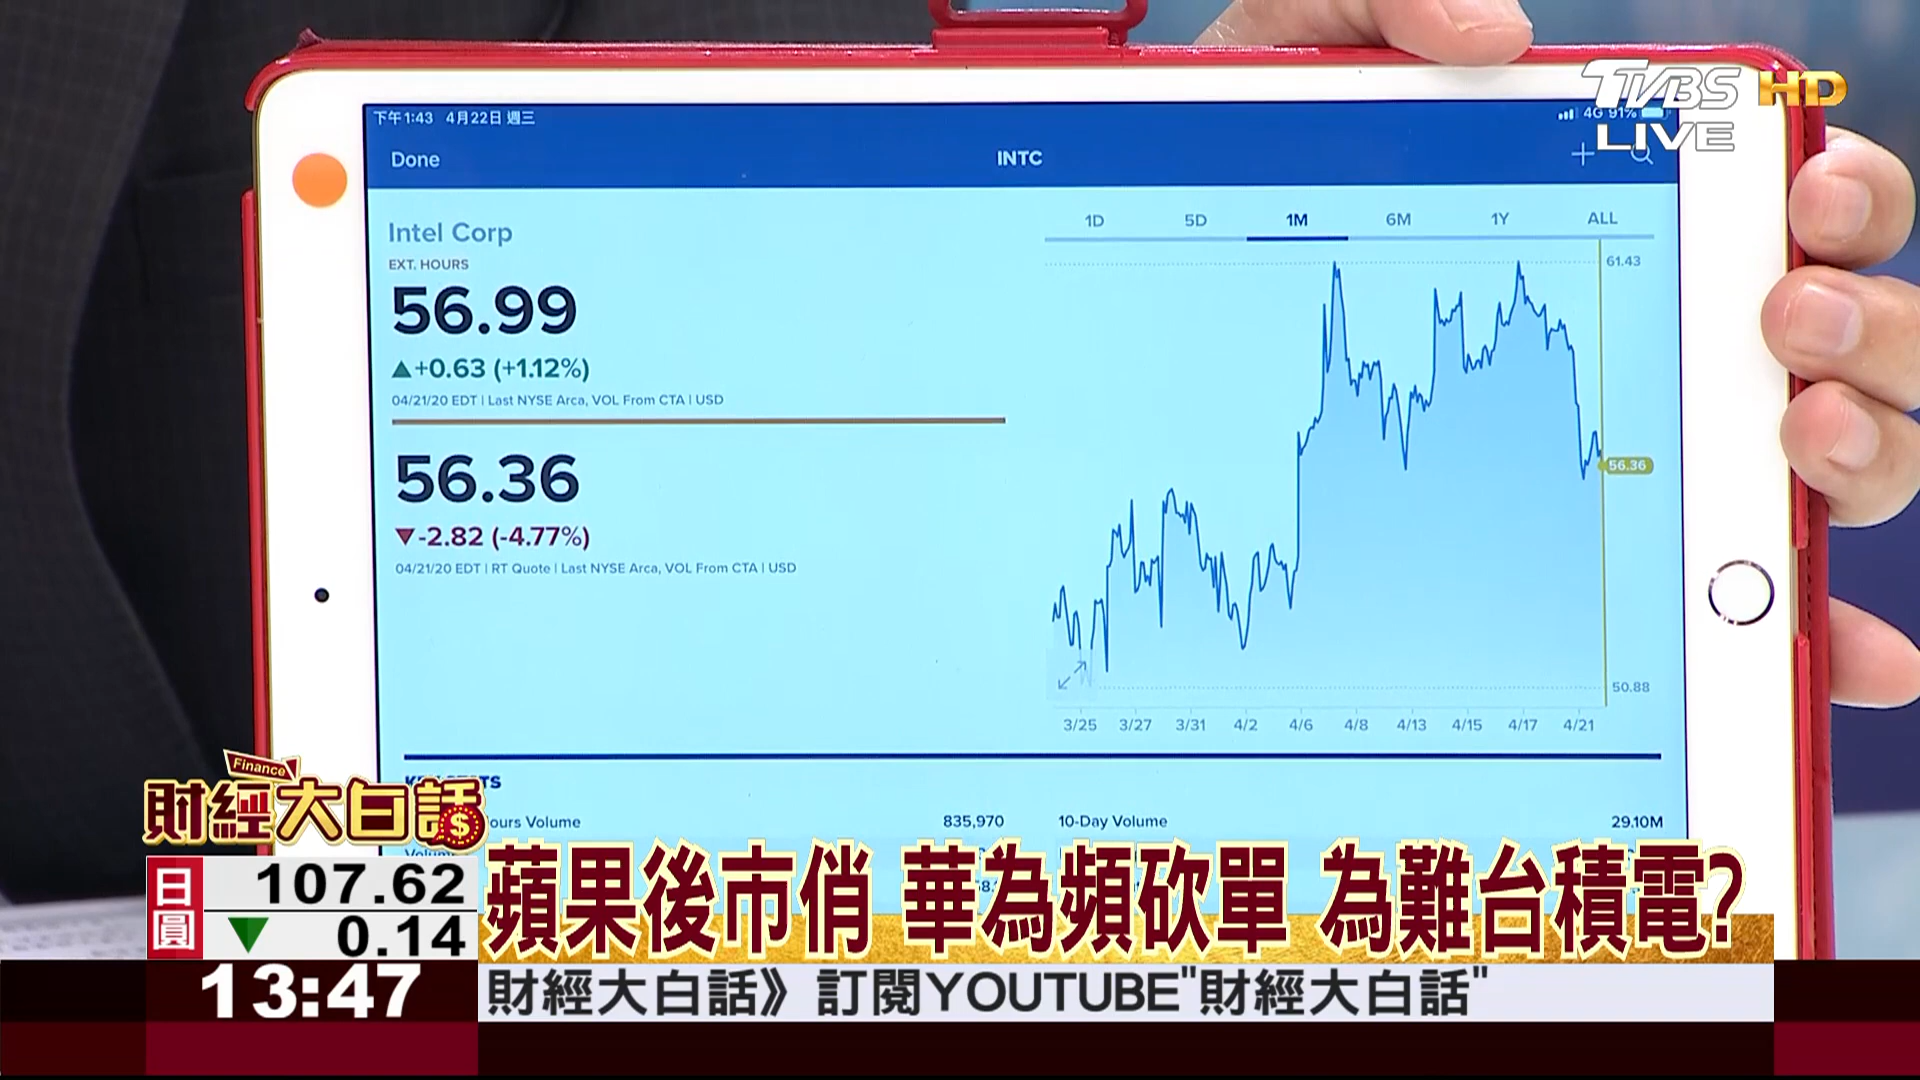 TVBS HD
LIVE
下午1:43 4月22日 週三
4G 91%
Done
INTC
Intel Corp
EXT. HOURS
56.99
▲+0.63 (+1.12%)
04/21/20 EDT | Last NYSE Arca, VOL From CTA | USD
56.36
▼-2.82 (-4.77%)
04/21/20 EDT | RT Quote | Last NYSE Arca, VOL From CTA | USD
1D 5D 1M 6M 1Y ALL
61.43
56.36
50.88
3/25 3/27 3/31 4/2 4/6 4/8 4/13 4/15 4/17 4/21
ours Volume 835,970
10-Day Volume 29.10M
Finance
財經大白話
日圓 107.62
▼ 0.14
蘋果後市俏 華為頻砍單 為難台積電?
13:47
財經大白話》訂閱YOUTUBE"財經大白話"